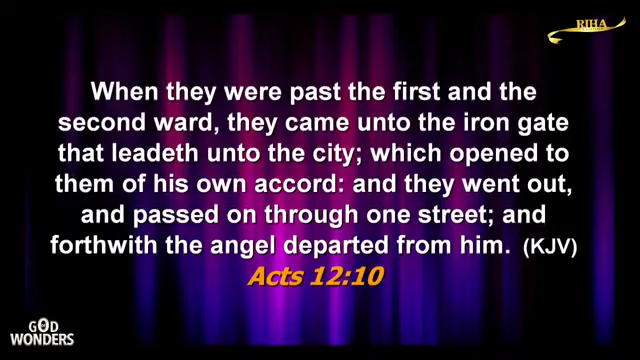 RIHA
When they were past the first and the
second ward, they came unto the iron gate
that leadeth unto the city; which opened to
them of his own accord: and they went out,
and passed on through one street; and
forthwith the angel departed from him. (KJV)
Acts 12:10
GOD
WONDERS